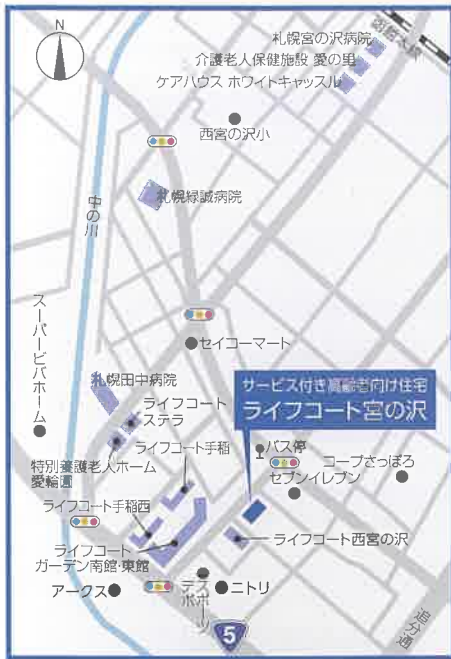 N
函館本線
札幌宮の沢病院
介護老人保健施設 愛の里
ケアハウス ホワイトキャッスル
西宮の沢小
札幌緑誠病院
中の川
セイコーマート
スーパービバホーム
札幌田中病院
サービス付き高齢者向け住宅
ライフコート宮の沢
ライフコート
ステラ
バス停
ライフコート手稲
コープさっぽろ
特別養護老人ホーム
愛輪園
セブンイレブン
ライフコート手稲西
ライフコート西宮の沢
ライフコート
ガーデン南館・東館
アークス
デポ
スポーツ
ニトリ
5
追分通